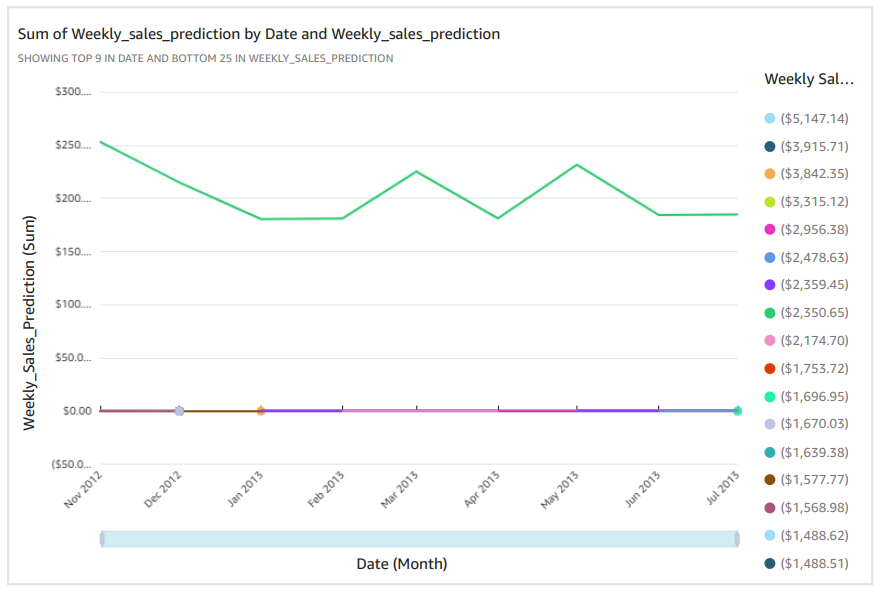 Sum of Weekly_sales_prediction by Date and Weekly_sales_prediction
SHOWING TOP 9 IN DATE AND BOTTOM 25 IN WEEKLY_SALES_PREDICTION
Weekly_Sales_Prediction (Sum)
$300....
$250....
$200....
$150....
$100....
$50.0...
$0.00
($50.0...
Nov 2012
Dec 2012
Jan 2013
Feb 2013
Mar 2013
Apr 2013
May 2013
Jun 2013
Jul 2013
Date (Month)
Weekly Sal...
($5,147.14)
($3,915.71)
($3,842.35)
($3,315.12)
($2,956.38)
($2,478.63)
($2,359.45)
($2,350.65)
($2,174.70)
($1,753.72)
($1,696.95)
($1,670.03)
($1,639.38)
($1,577.77)
($1,568.98)
($1,488.62)
($1,488.51)